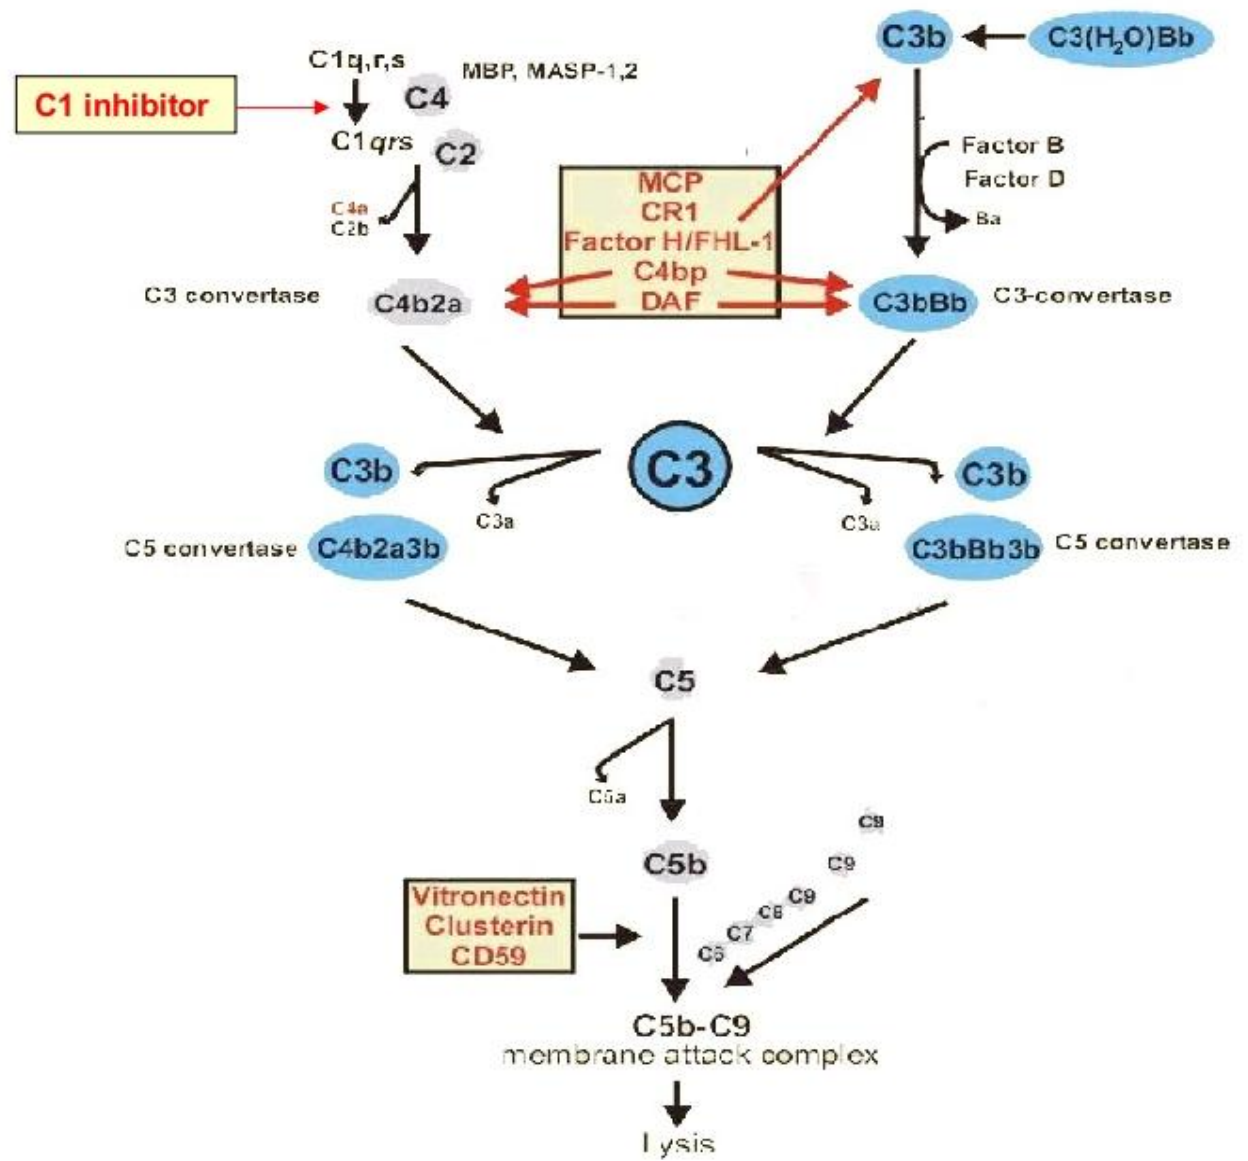 C1q,r,s
MBP, MASP-1,2
C4
C1 inhibitor
C1qrs
C2
C4a
C2b
C3 convertase
C4b2a
C3b
C3(H₂O)Bb
Factor B
Factor D
Ba
MCP
CR1
Factor H/FHL-1
C4bp
DAF
C3bBb
C3-convertase
C3
C3b
C3a
C3b
C3a
C5 convertase
C4b2a3b
C3bBb3b
C5 convertase
C5
C5a
C5b
Vitronectin
Clusterin
CD59
C9
C9
C9
C8
C7
C6
C5b-C9
membrane attack complex
Lysis